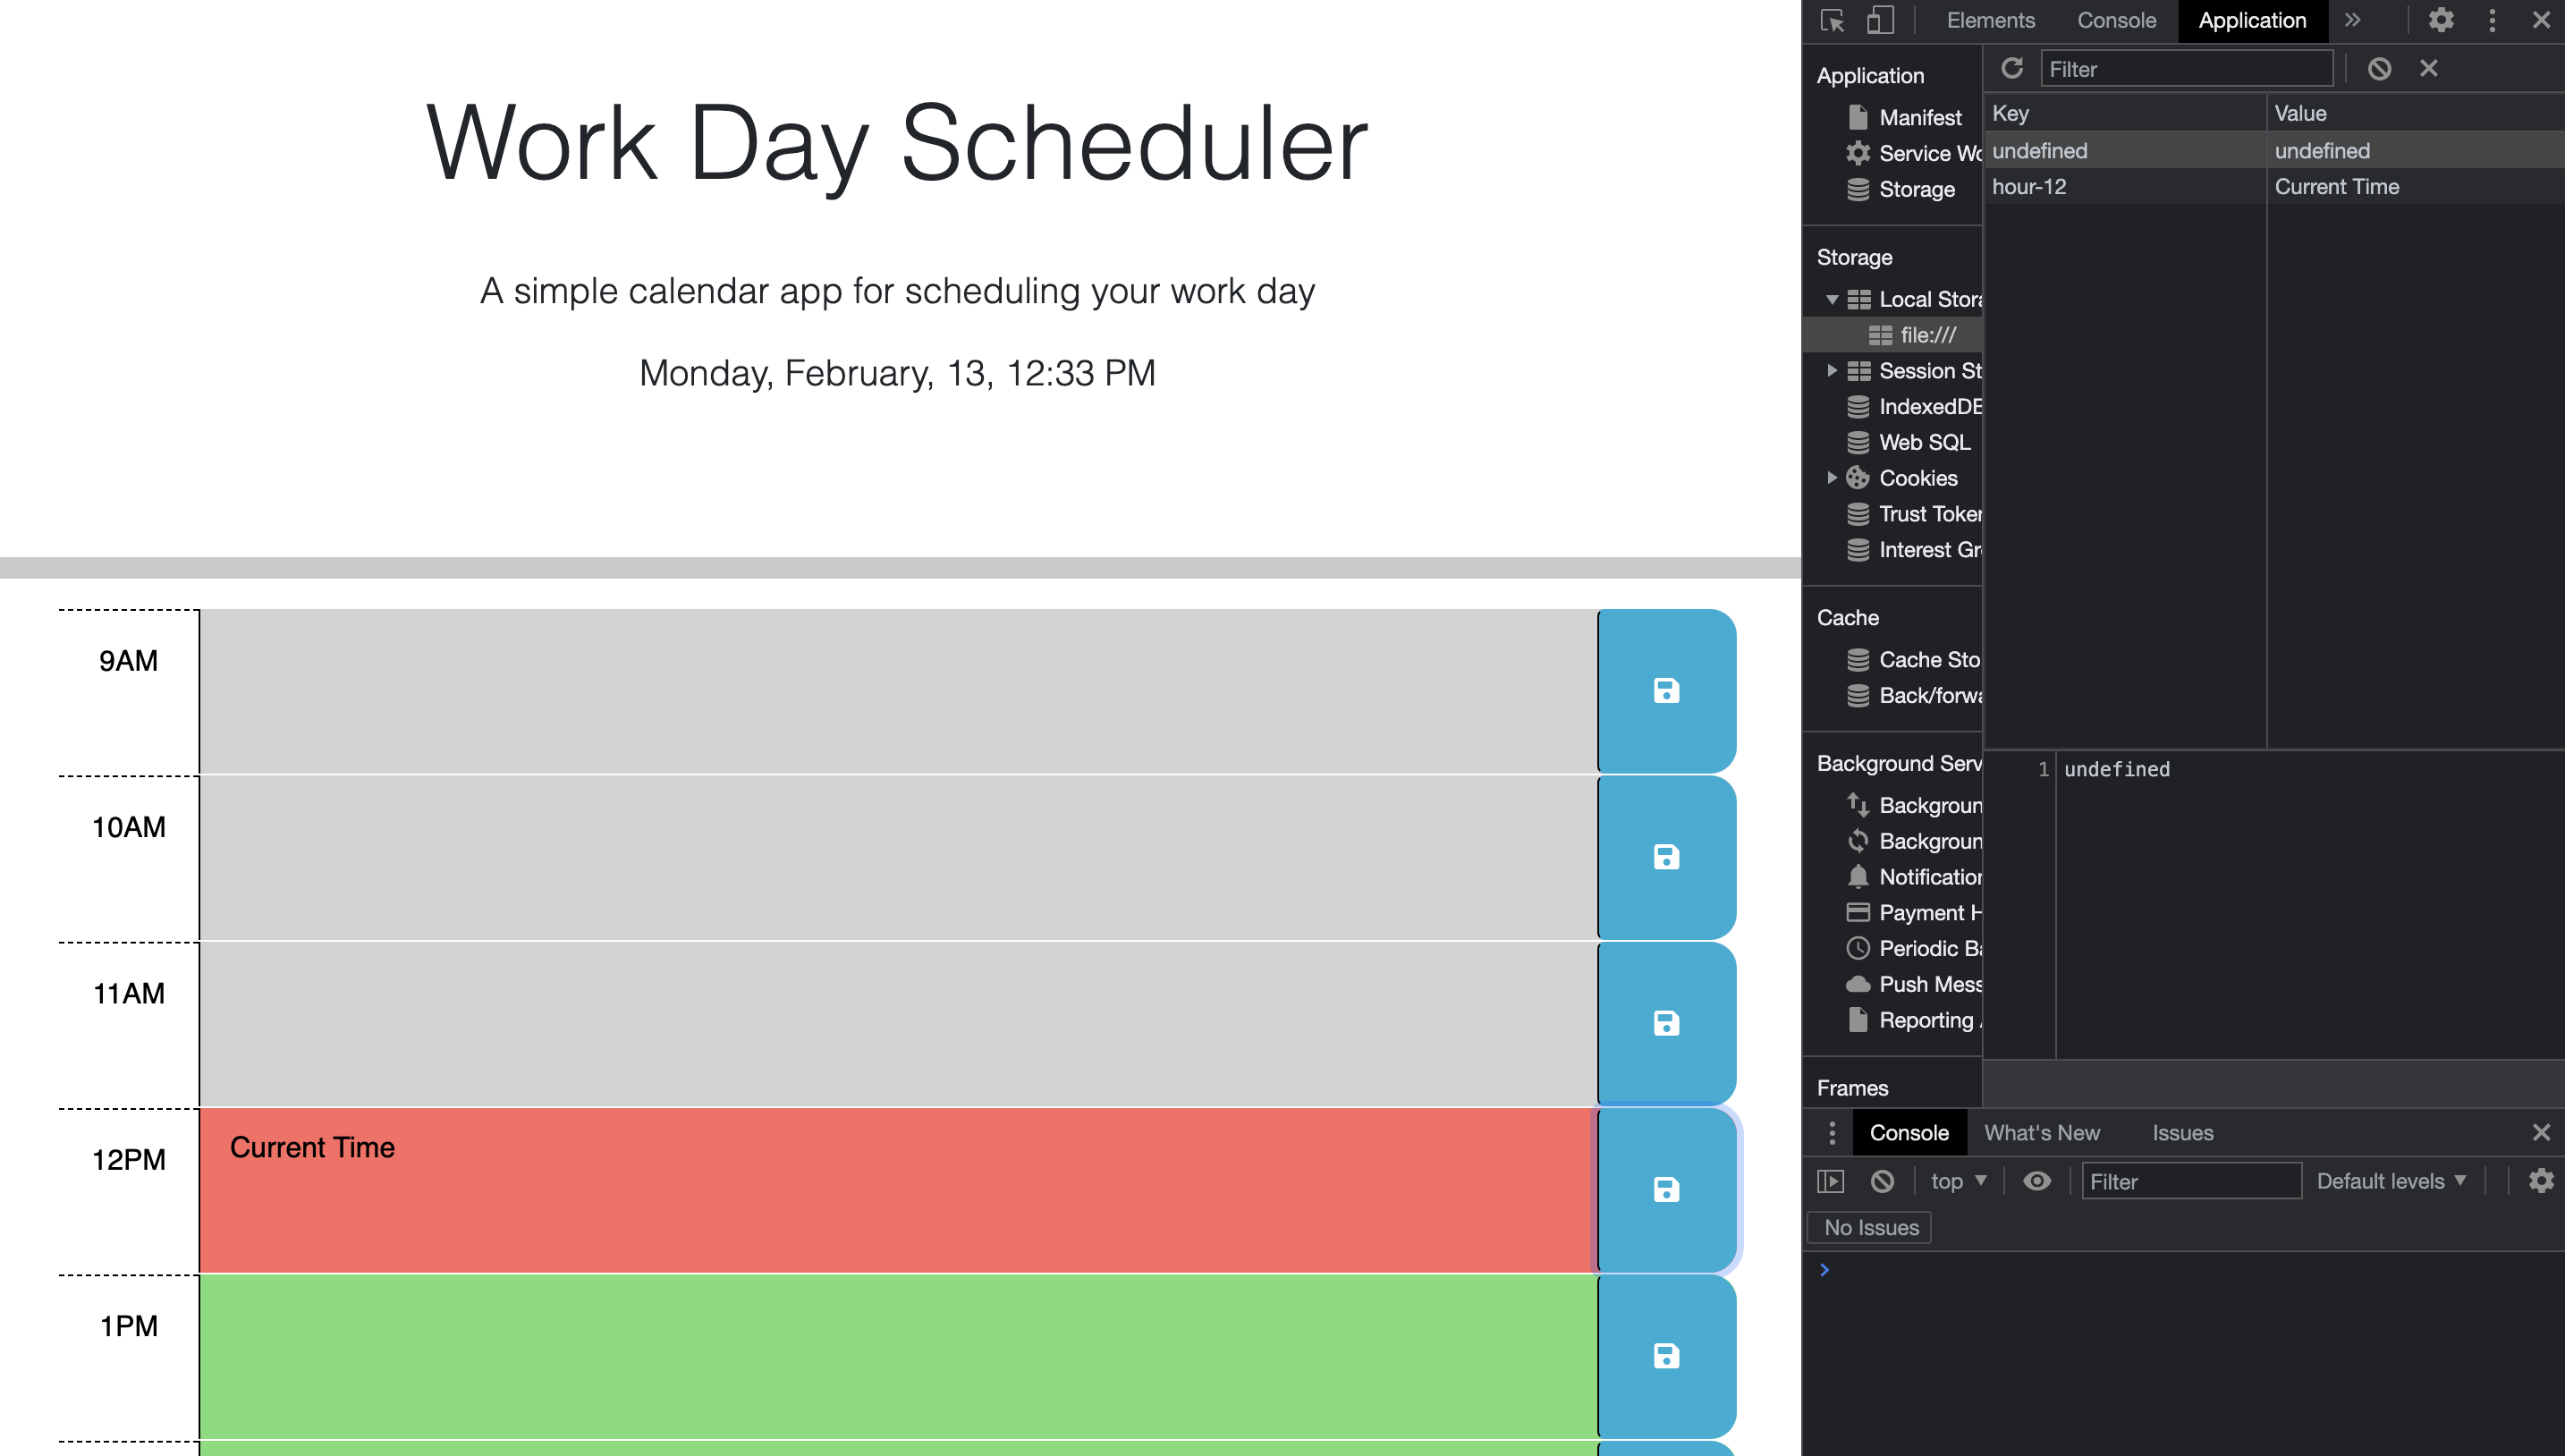 Work Day Scheduler
A simple calendar app for scheduling your work day
Monday, February, 13, 12:33 PM
9AM
10AM
11AM
12PM
Current Time
1PM
Elements Console Application
Application
Manifest
Service Wo
Storage
Storage
Local Stora
file:///
Session St
IndexedDB
Web SQL
Cookies
Trust Token
Interest Gr
Cache
Cache Sto
Back/forwa
Background Serv
Backgroun
Backgroun
Notification
Payment H
Periodic Ba
Push Mess
Reporting A
Frames
Filter
Key Value
undefined undefined
hour-12 Current Time
1 undefined
Console What's New Issues
top Filter Default levels
No Issues